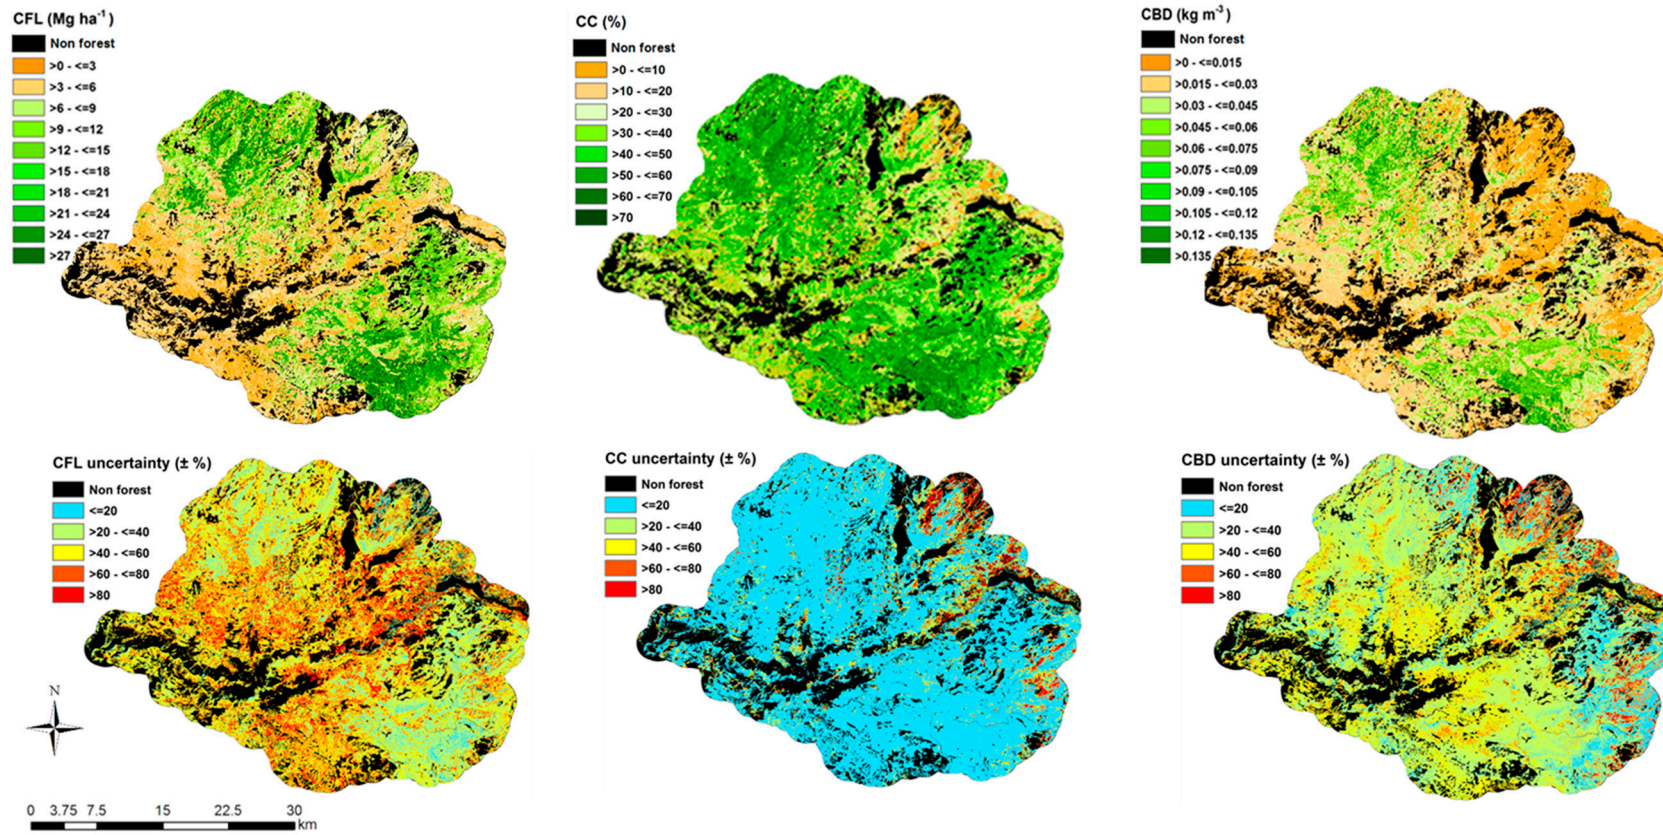 CFL (Mg ha⁻¹)
Non forest
>0 - <=3
>3 - <=6
>6 - <=9
>9 - <=12
>12 - <=15
>15 - <=18
>18 - <=21
>21 - <=24
>24 - <=27
>27
CC (%)
Non forest
>0 - <=10
>10 - <=20
>20 - <=30
>30 - <=40
>40 - <=50
>50 - <=60
>60 - <=70
>70
CBD (kg m⁻³)
Non forest
>0 - <=0.015
>0.015 - <=0.03
>0.03 - <=0.045
>0.045 - <=0.06
>0.06 - <=0.075
>0.075 - <=0.09
>0.09 - <=0.105
>0.105 - <=0.12
>0.12 - <=0.135
>0.135
CFL uncertainty (± %)
Non forest
<=20
>20 - <=40
>40 - <=60
>60 - <=80
>80
CC uncertainty (± %)
Non forest
<=20
>20 - <=40
>40 - <=60
>60 - <=80
>80
CBD uncertainty (± %)
Non forest
<=20
>20 - <=40
>40 - <=60
>60 - <=80
>80
N
0 3.75 7.5 15 22.5 30
km